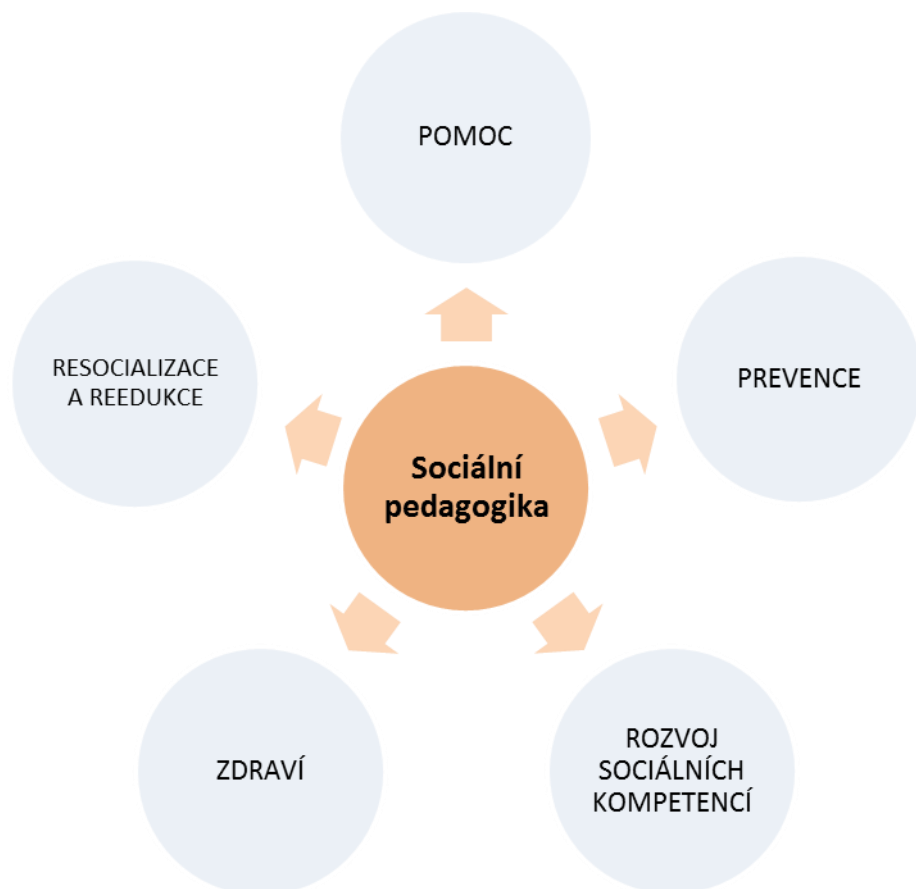 POMOC
RESOCIALIZACE
A REEDUKCE
PREVENCE
Sociální
pedagogika
ZDRAVÍ
ROZVOJ
SOCIÁLNÍCH
KOMPETENCÍ